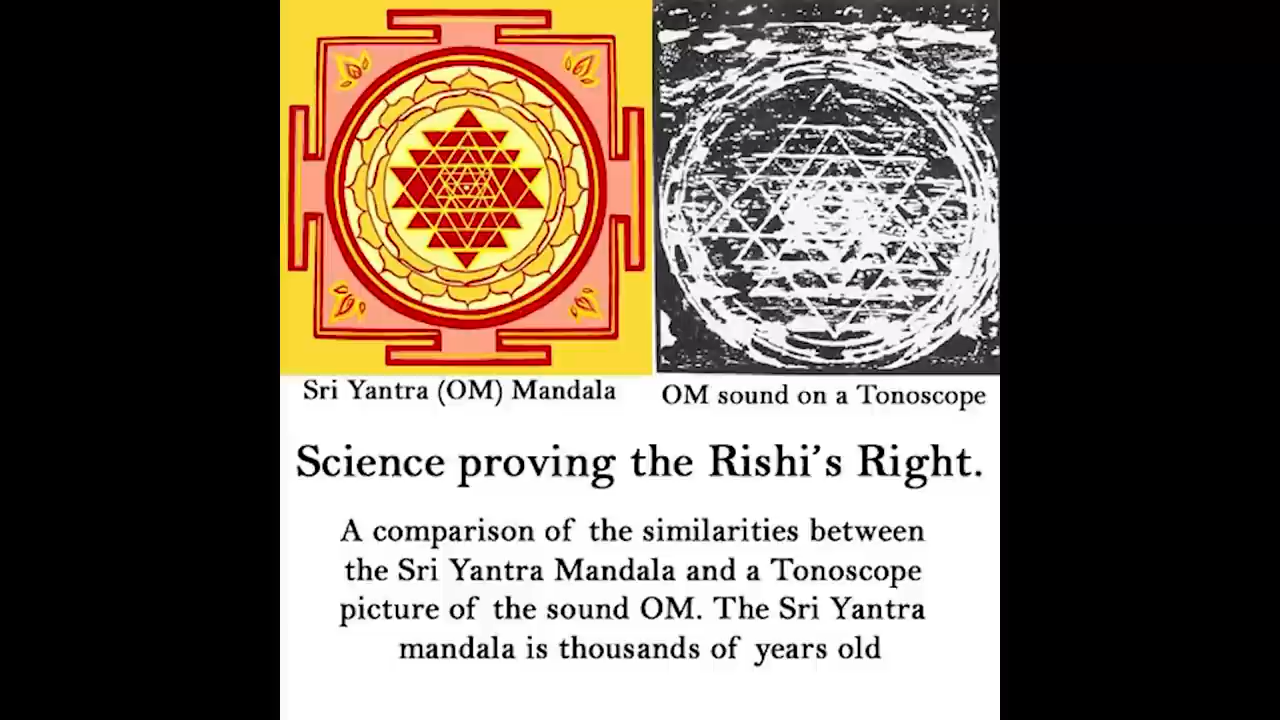 Sri Yantra (OM) Mandala
OM sound on a Tonoscope
Science proving the Rishi's Right.
A comparison of the similarities between
the Sri Yantra Mandala and a Tonoscope
picture of the sound OM. The Sri Yantra
mandala is thousands of years old